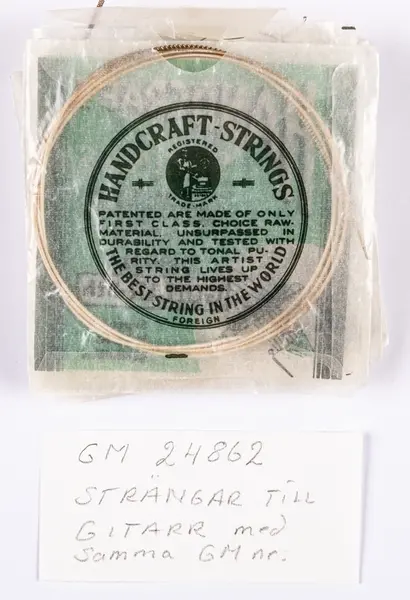 HANDCRAFT-STRINGS
REGISTERED
TRADE-MARK
PATENTED ARE MADE OF ONLY
FIRST CLASS, CHOICE RAW-
MATERIAL, UNSURPASSED IN
DURABILITY AND TESTED WITH
REGARD TO TONAL PU-
RITY. THIS ARTIST
STRING LIVES UP
TO THE HIGHEST
DEMANDS.
THE BEST STRING IN THE WORLD
FOREIGN
GM 24862
STRÄNGAR TILL
GITARR med
samma GM nr.